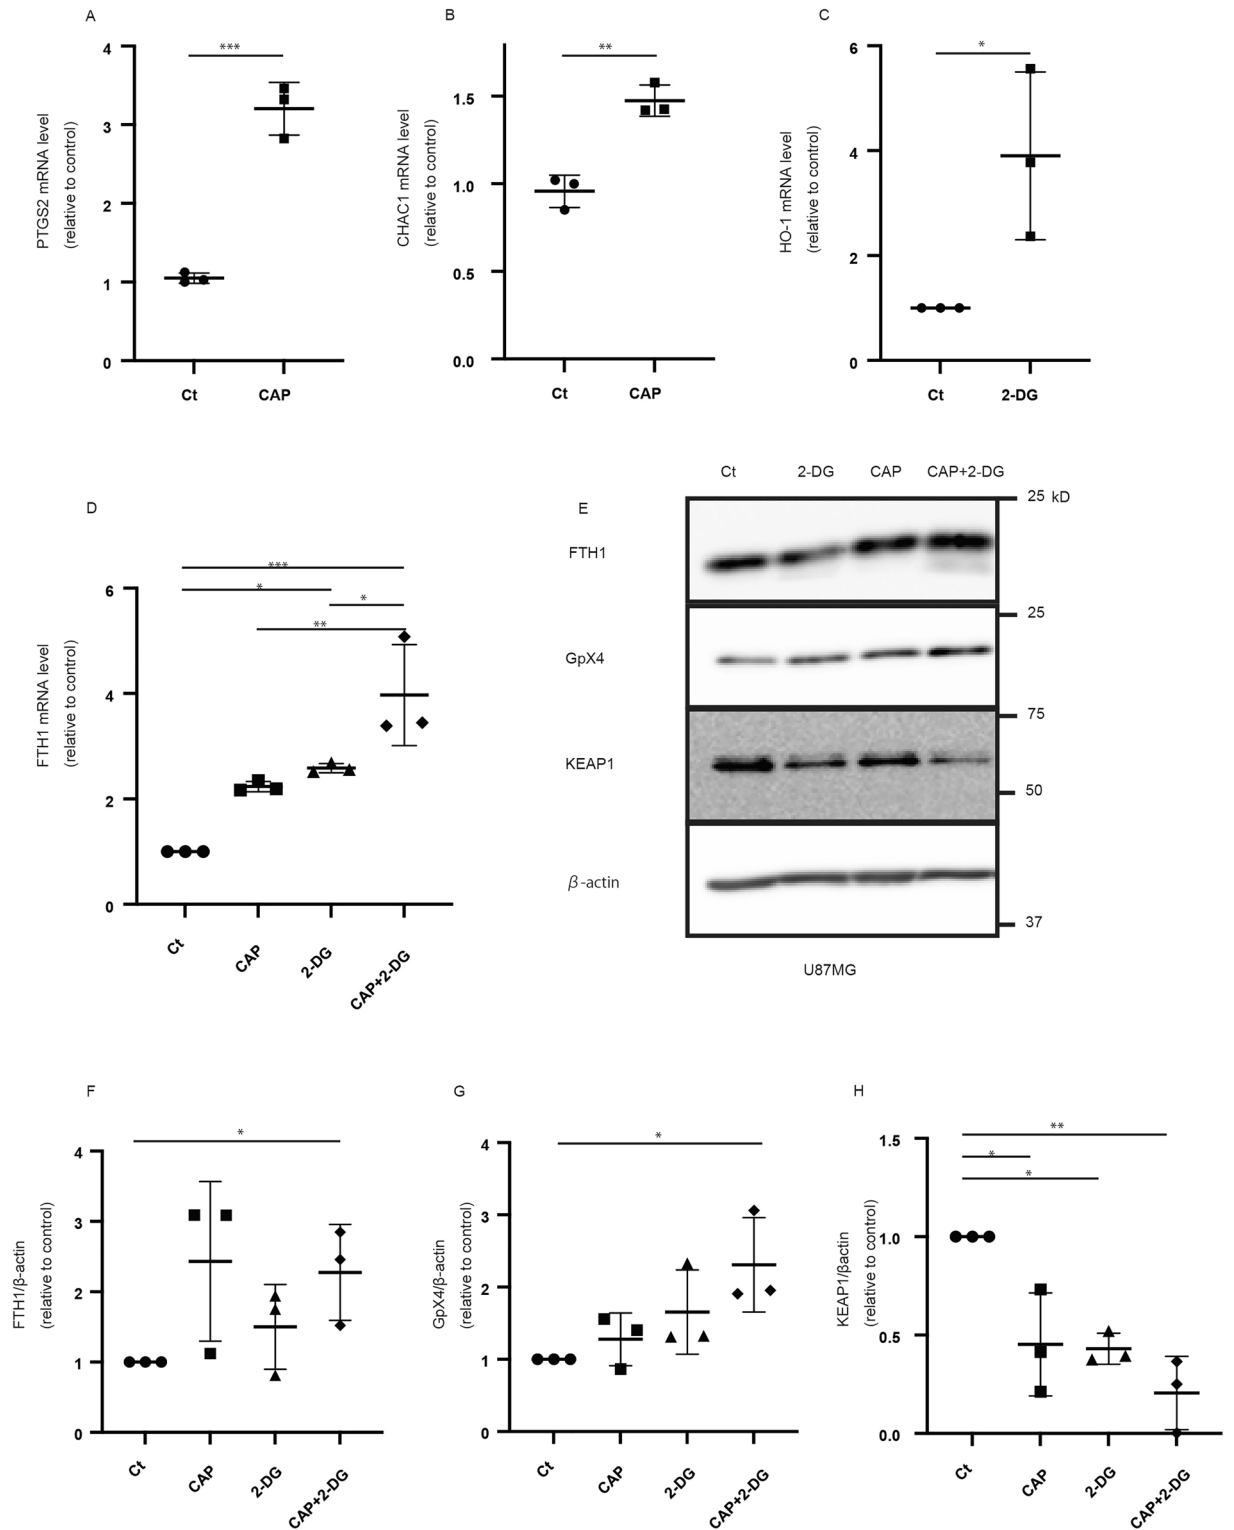 A
PTGS2 mRNA level
(relative to control)
4
3
2
1
0
***
Ct
CAP
B
CHAC1 mRNA level
(relative to control)
1.5
1.0
0.5
0.0
**
Ct
CAP
C
HO-1 mRNA level
(relative to control)
6
4
2
0
*
Ct
2-DG
D
FTH1 mRNA level
(relative to control)
6
4
2
0
***
*
*
**
Ct
CAP
2-DG
CAP+2-DG
E
Ct 2-DG CAP CAP+2-DG
25 kD
FTH1
25
GpX4
75
KEAP1
50
β-actin
37
U87MG
F
FTH1/β-actin
(relative to control)
4
3
2
1
0
*
Ct
CAP
2-DG
CAP+2-DG
G
GpX4/β-actin
(relative to control)
4
3
2
1
0
*
Ct
CAP
2-DG
CAP+2-DG
H
KEAP1/βactin
(relative to control)
1.5
1.0
0.5
0.0
**
*
*
Ct
CAP
2-DG
CAP+2-DG